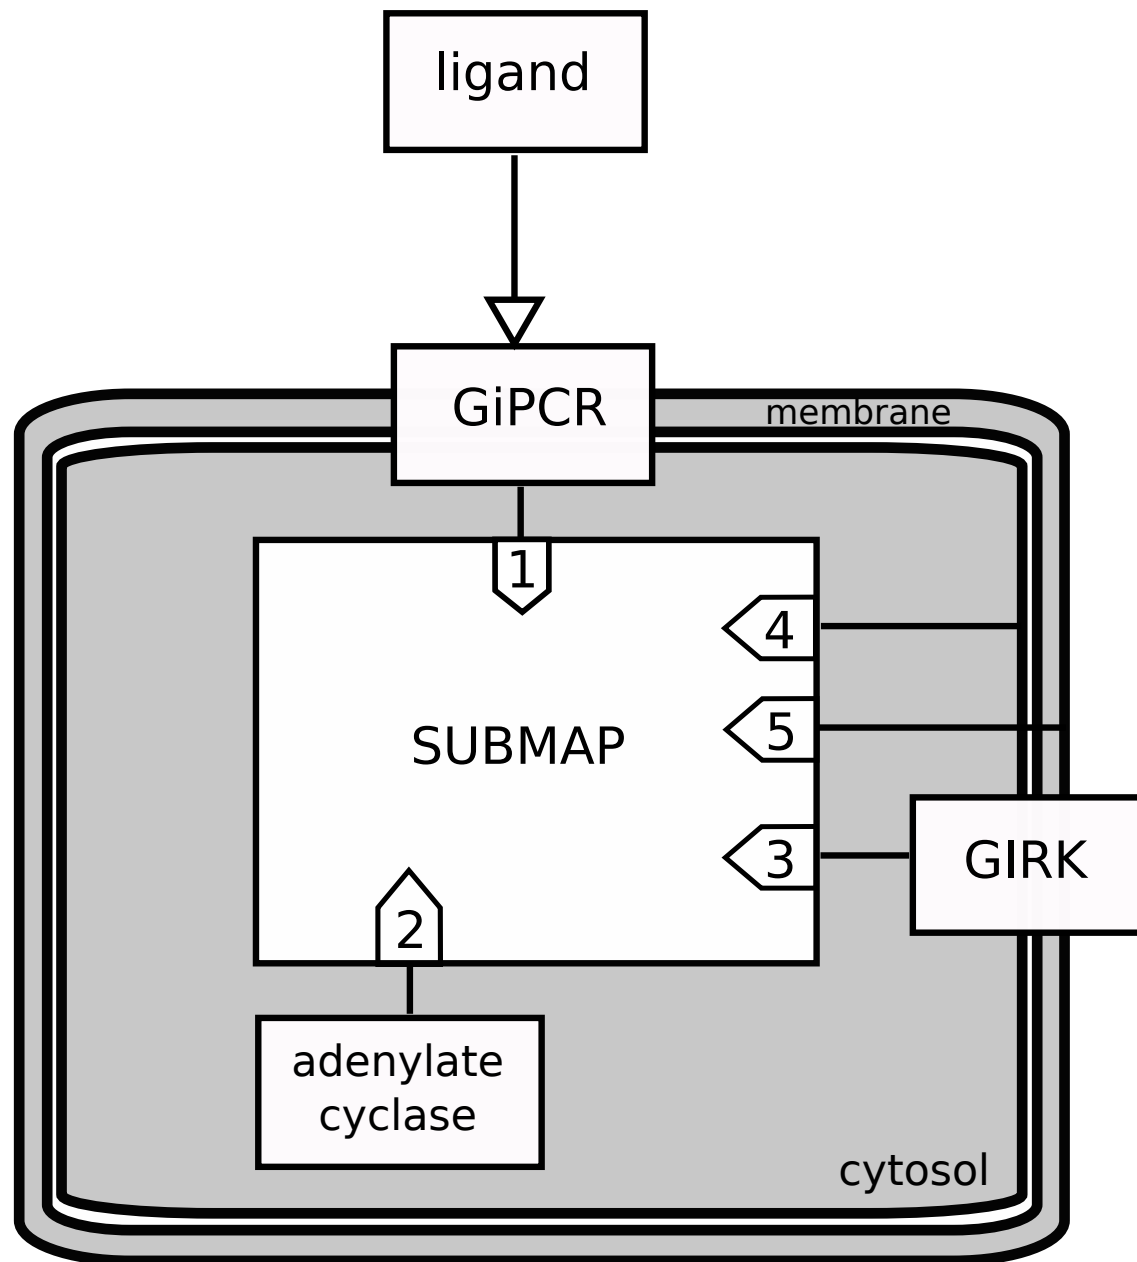 ligand
GiPCR
membrane
1
4
5
SUBMAP
3
GIRK
2
adenylate
cyclase
cytosol